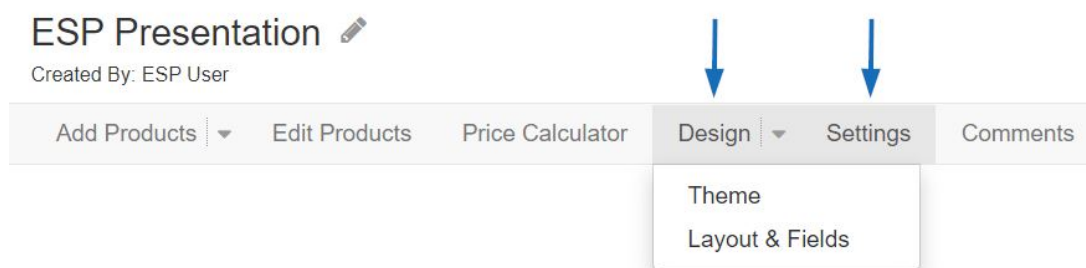 ESP Presentation
Created By: ESP User
Add Products Edit Products Price Calculator Design Settings Comments
Theme
Layout & Fields